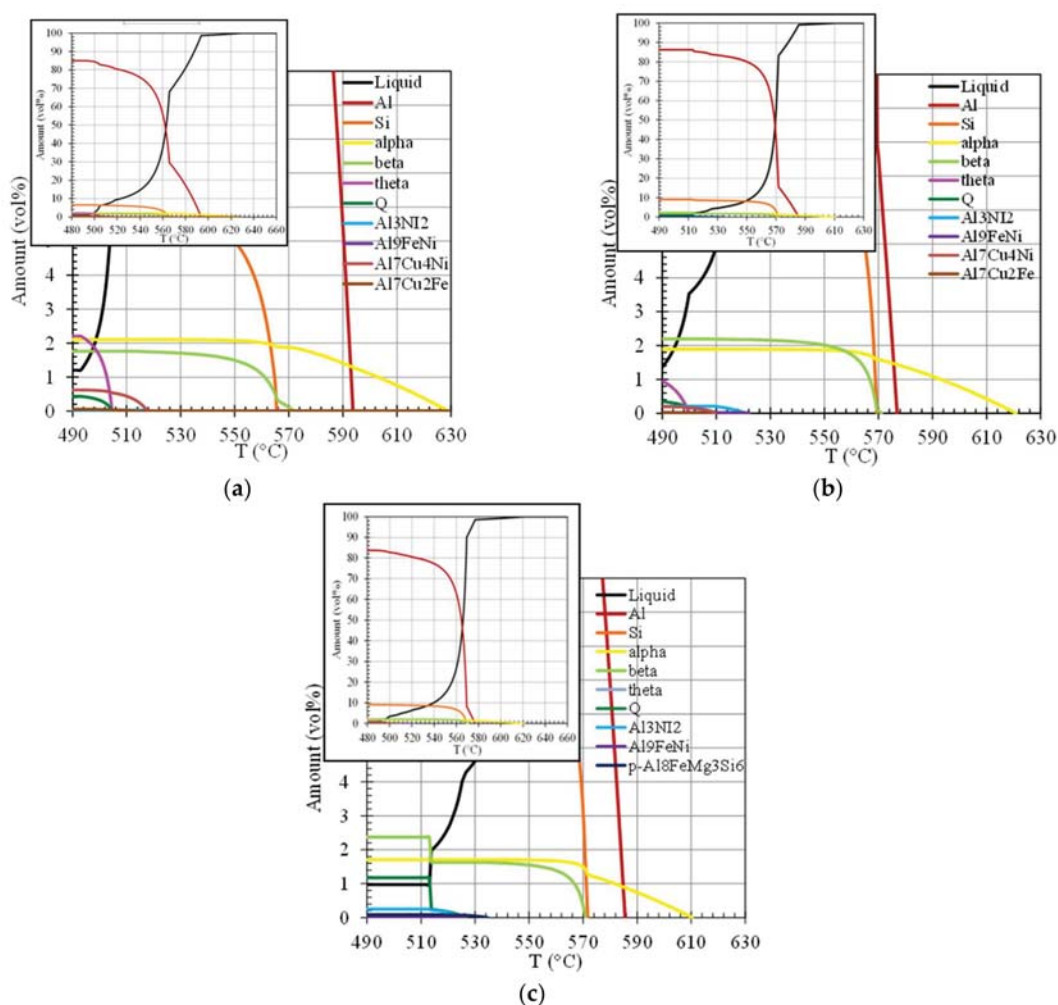 100
90
80
70
60
50
40
30
20
10
0
Amount (vol%)
480 500 520 540 560 580 600 620 640 660
T (°C)
Liquid
Al
Si
alpha
beta
theta
Q
Al3NI2
Al9FeNi
Al7Cu4Ni
Al7Cu2Fe
Amount (vol%)
4
3
2
1
0
490 510 530 550 570 590 610 630
T (°C)
(a)
100
90
80
70
60
50
40
30
20
10
0
Amount (vol%)
490 510 530 550 570 590 610 630
T (°C)
Liquid
Al
Si
alpha
beta
theta
Q
Al3NI2
Al9FeNi
Al7Cu4Ni
Al7Cu2Fe
Amount (vol%)
4
3
2
1
0
490 510 530 550 570 590 610 630
T (°C)
(b)
100
90
80
70
60
50
40
30
20
10
0
Amount (vol%)
480 500 520 540 560 580 600 620 640 660
T (°C)
Liquid
Al
Si
alpha
beta
theta
Q
Al3NI2
Al9FeNi
p-Al8FeMg3Si6
Amount (vol%)
4
3
2
1
0
490 510 530 550 570 590 610 630
T (°C)
(c)